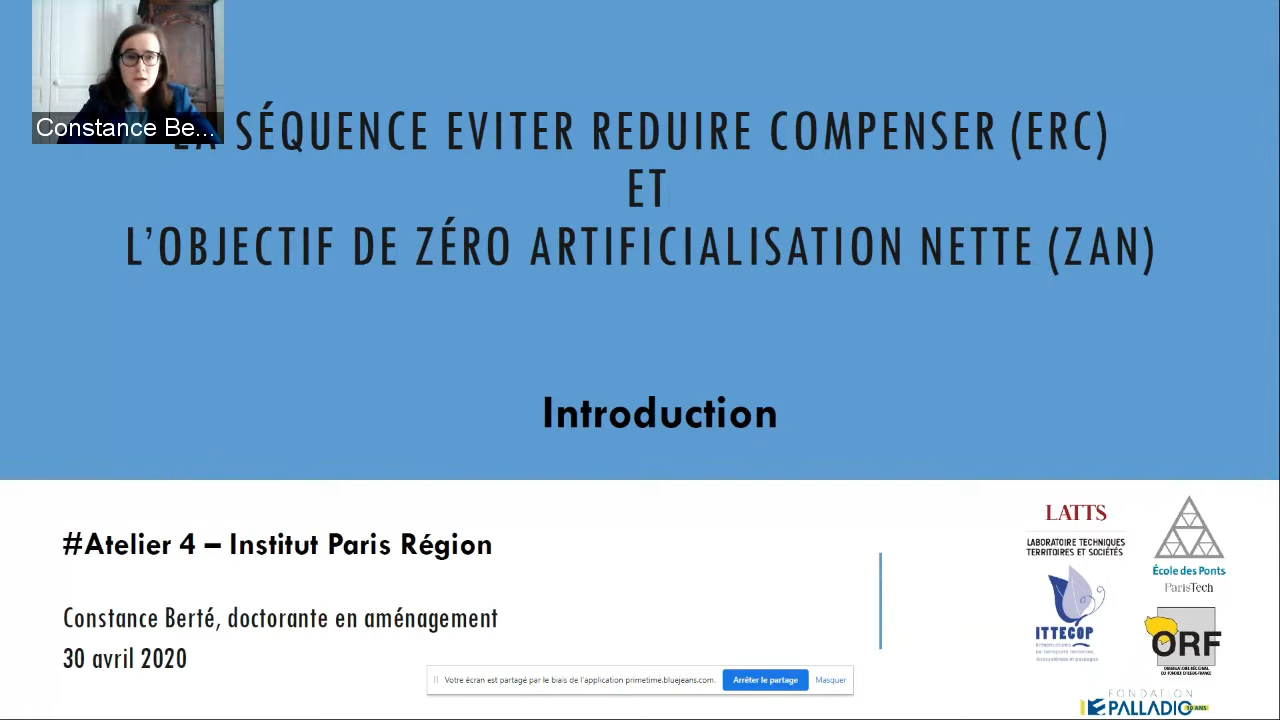 Constance Be...
SÉQUENCE EVITER REDUIRE COMPENSER (ERC)
ET
L’OBJECTIF DE ZÉRO ARTIFICIALISATION NETTE (ZAN)
Introduction
#Atelier 4 – Institut Paris Région
Constance Berté, doctorante en aménagement
30 avril 2020
LATTS
LABORATOIRE TECHNIQUES
TERRITOIRES ET SOCIÉTÉS
École des Ponts
ParisTech
ITTECOP
ORF
FONDATION
PALLADIO
Votre écran est partagé par le biais de l'application primetime.bluejeans.com.
Arrêter le partage
Masquer